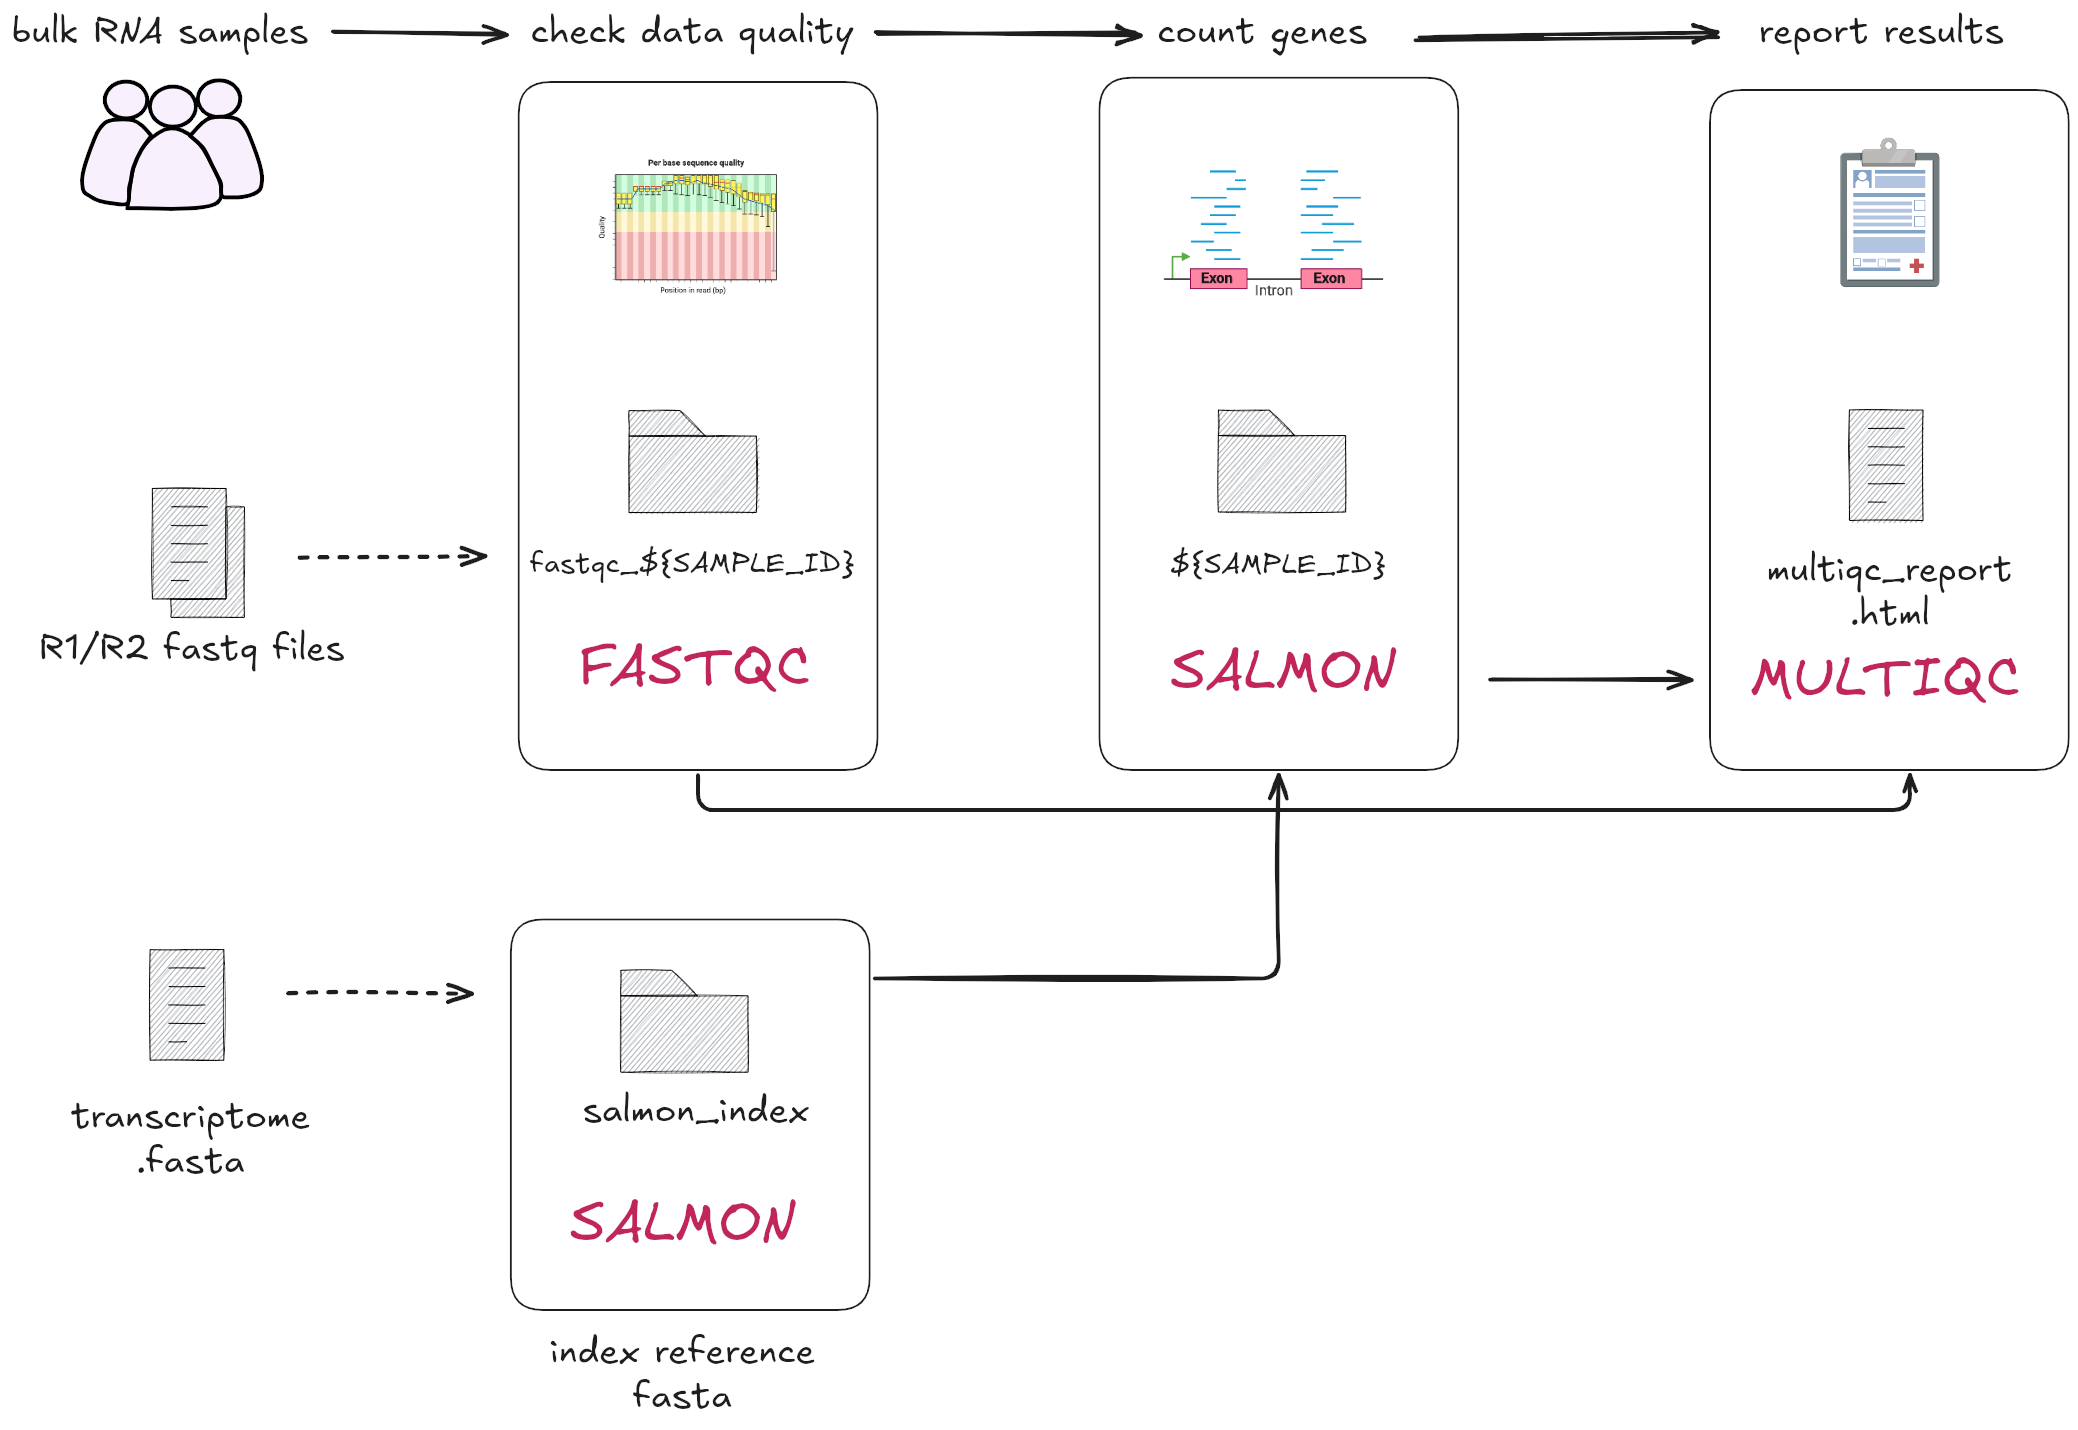 bulk RNA samples
check data quality
count genes
report results
Per base sequence quality
Quality
Position in read (bp)
Exon
Exon
Intron
fastqc_${SAMPLE_ID}
${SAMPLE_ID}
multiqc_report
.html
R1/R2 fastq files
FASTQC
SALMON
MULTIQC
transcriptome
.fasta
salmon_index
SALMON
index reference
fasta